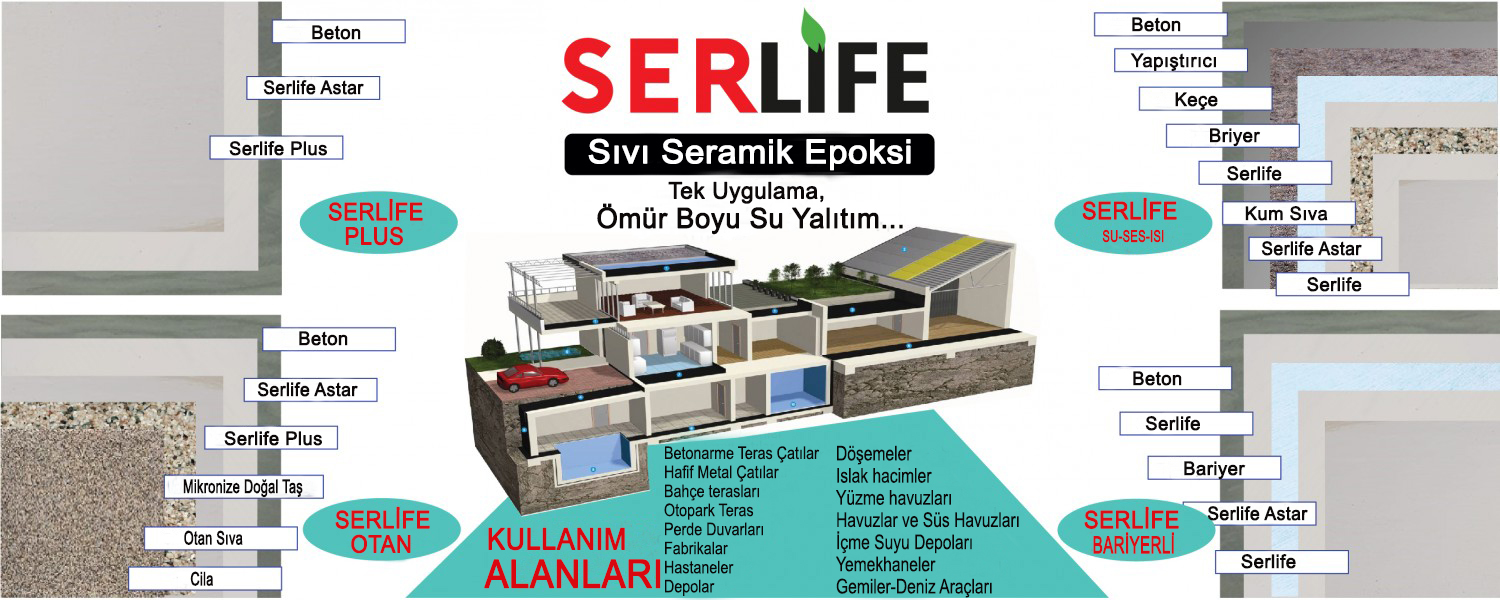 Beton
Serlife Astar
Serlife Plus
SERLİFE
PLUS
Beton
Serlife Astar
Serlife Plus
Mikronize Doğal Taş
Otan Sıva
Cila
SERLİFE
OTAN
SERLİFE
Sıvı Seramik Epoksi
Tek Uygulama,
Ömür Boyu Su Yalıtım...
KULLANIM
ALANLARI
Betonarme Teras Çatılar
Hafif Metal Çatılar
Bahçe terasları
Otopark Teras
Perde Duvarları
Fabrikalar
Hastaneler
Depolar
Döşemeler
Islak hacimler
Yüzme havuzları
Havuzlar ve Süs Havuzları
İçme Suyu Depoları
Yemekhaneler
Gemiler-Deniz Araçları
Beton
Yapıştırıcı
Keçe
Briyer
Serlife
Kum Sıva
Serlife Astar
Serlife
SERLİFE
SU-SES-ISI
Beton
Serlife
Bariyer
Serlife Astar
Serlife
SERLİFE
BARİYERLİ